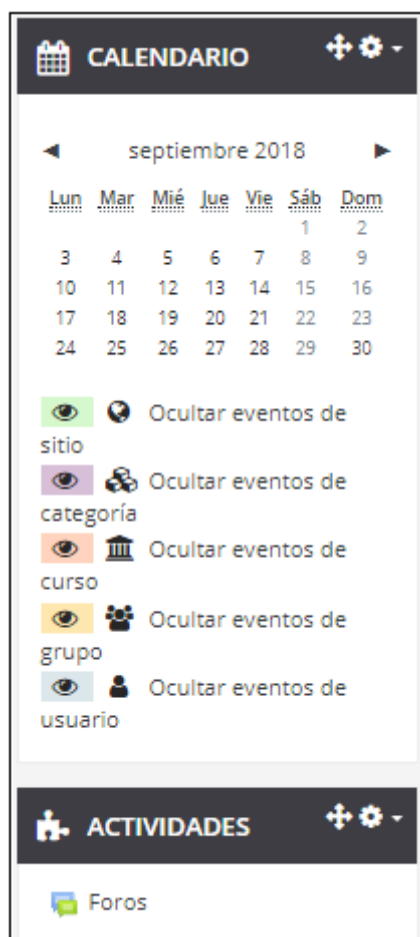 CALENDARIO
septiembre 2018
Lun Mar Mié Jue Vie Sáb Dom
1 2
3 4 5 6 7 8 9
10 11 12 13 14 15 16
17 18 19 20 21 22 23
24 25 26 27 28 29 30
Ocultar eventos de
sitio
Ocultar eventos de
categoría
Ocultar eventos de
curso
Ocultar eventos de
grupo
Ocultar eventos de
usuario
ACTIVIDADES
Foros